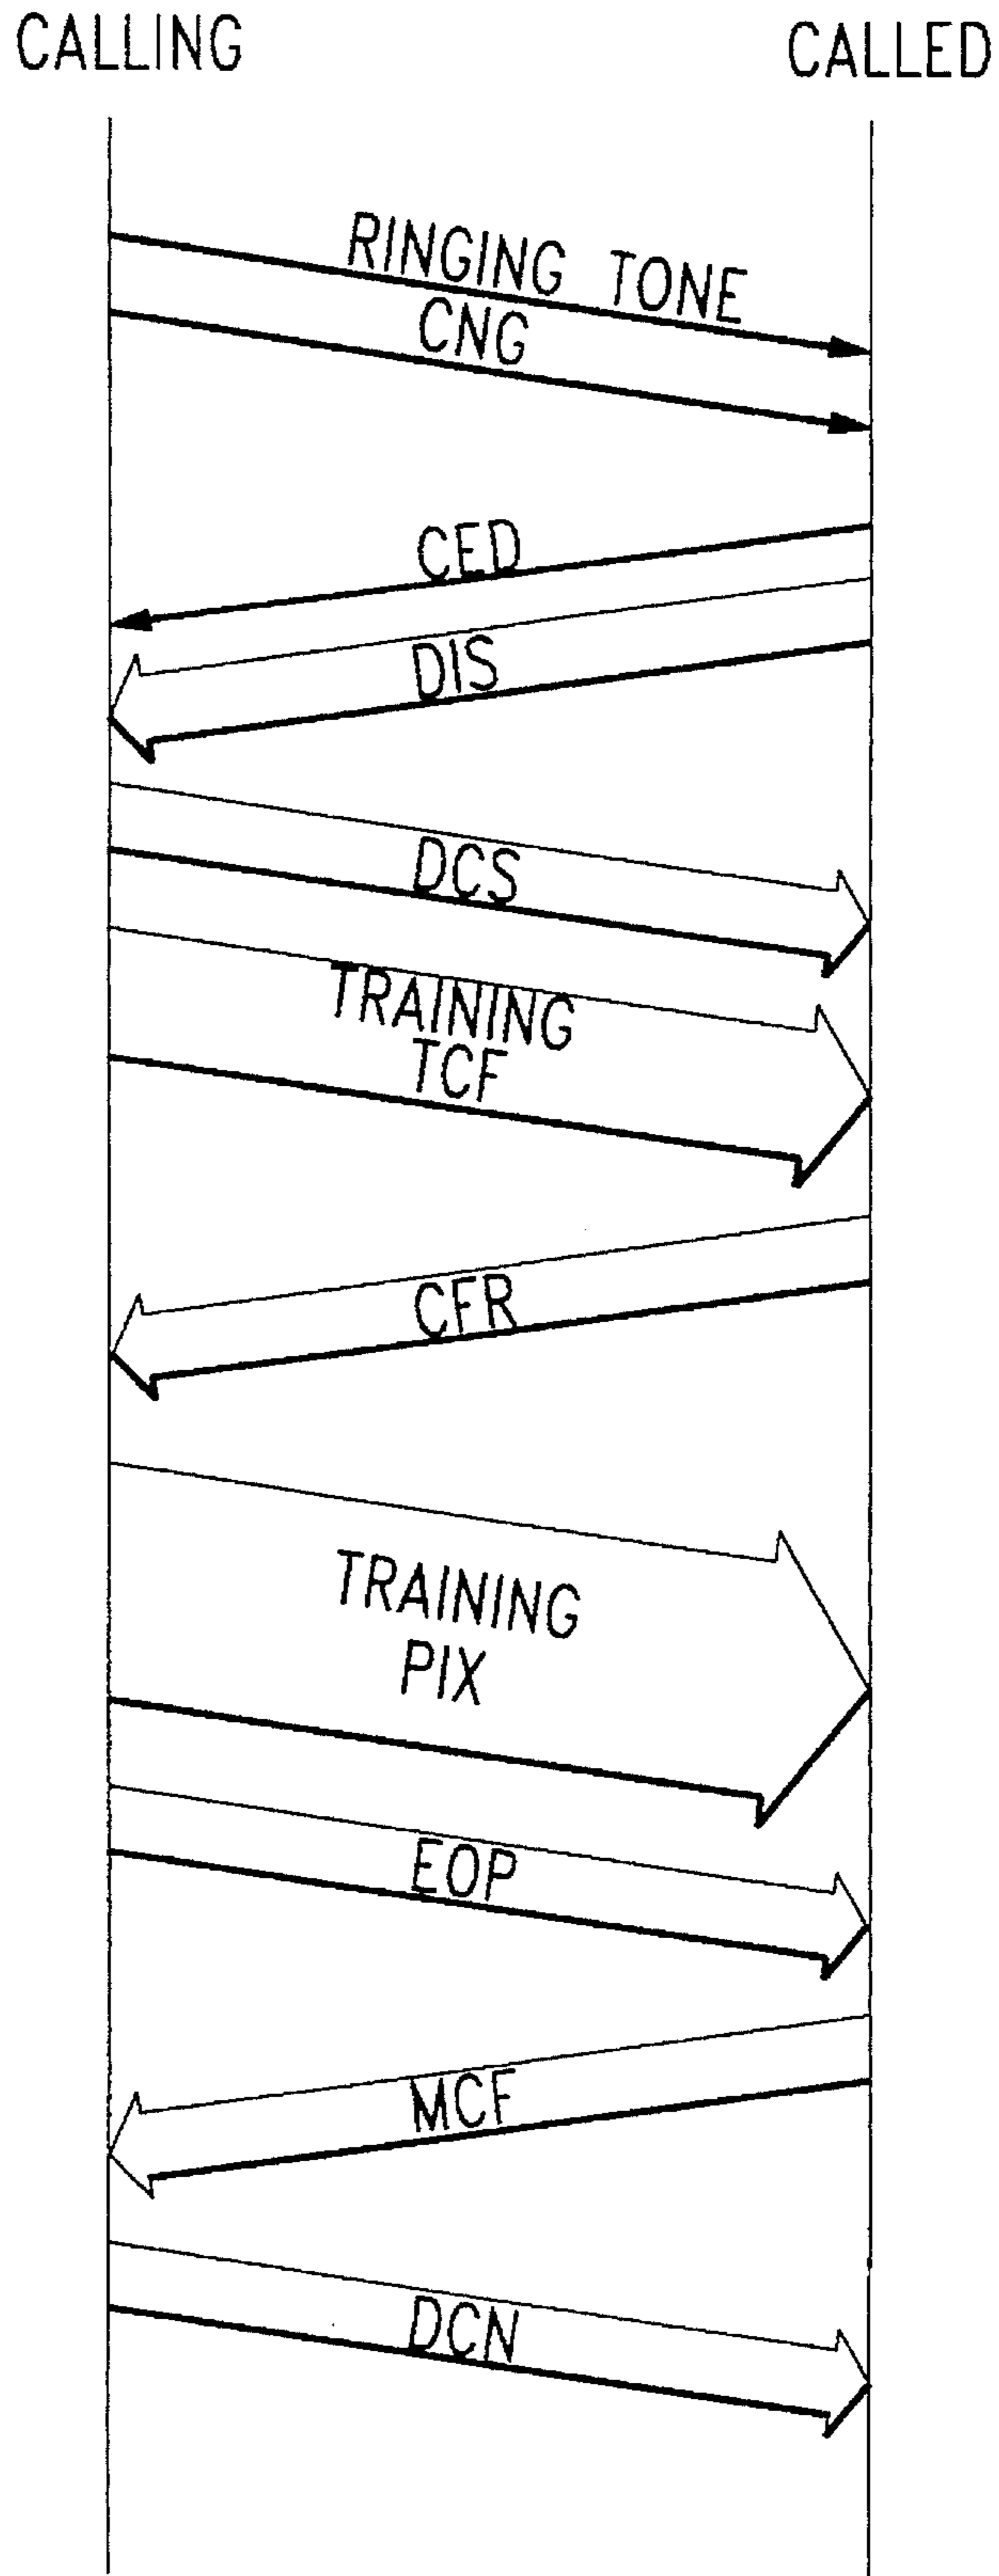 CALLING
CALLED
RINGING TONE
CNG
CED
DIS
DCS
TRAINING
TCF
CFR
TRAINING
PIX
EOP
MCF
DCN